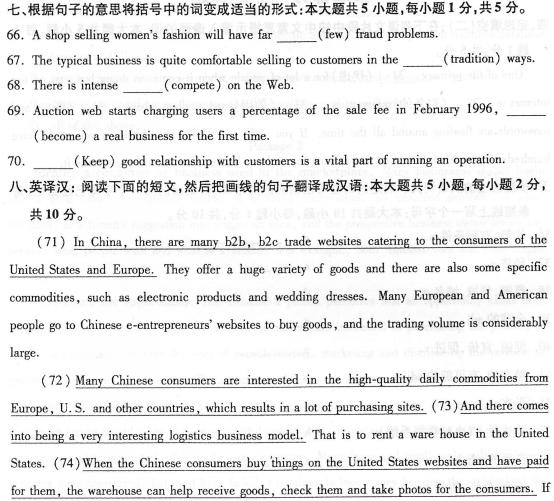 七、根据句子的意思将括号中的词变成适当的形式:本大题共 5 小题,每小题 1 分,共 5 分。
66. A shop selling women's fashion will have far ______(few) fraud problems.
67. The typical business is quite comfortable selling to customers in the ______(tradition) ways.
68. There is intense ______(compete) on the Web.
69. Auction web starts charging users a percentage of the sale fee in February 1996, ______
(become) a real business for the first time.
70. ______(Keep) good relationship with customers is a vital part of running an operation.
八、英译汉: 阅读下面的短文,然后把画线的句子翻译成汉语:本大题共 5 小题,每小题 2 分,
共 10 分。
(71) In China, there are many b2b, b2c trade websites catering to the consumers of the
United States and Europe. They offer a huge variety of goods and there are also some specific
commodities, such as electronic products and wedding dresses. Many European and American
people go to Chinese e-entrepreneurs' websites to buy goods, and the trading volume is considerably
large.
(72) Many Chinese consumers are interested in the high-quality daily commodities from
Europe, U. S. and other countries, which results in a lot of purchasing sites. (73) And there comes
into being a very interesting logistics business model. That is to rent a ware house in the United
States. (74) When the Chinese consumers buy things on the United States websites and have paid
for them, the warehouse can help receive goods, check them and take photos for the consumers. If